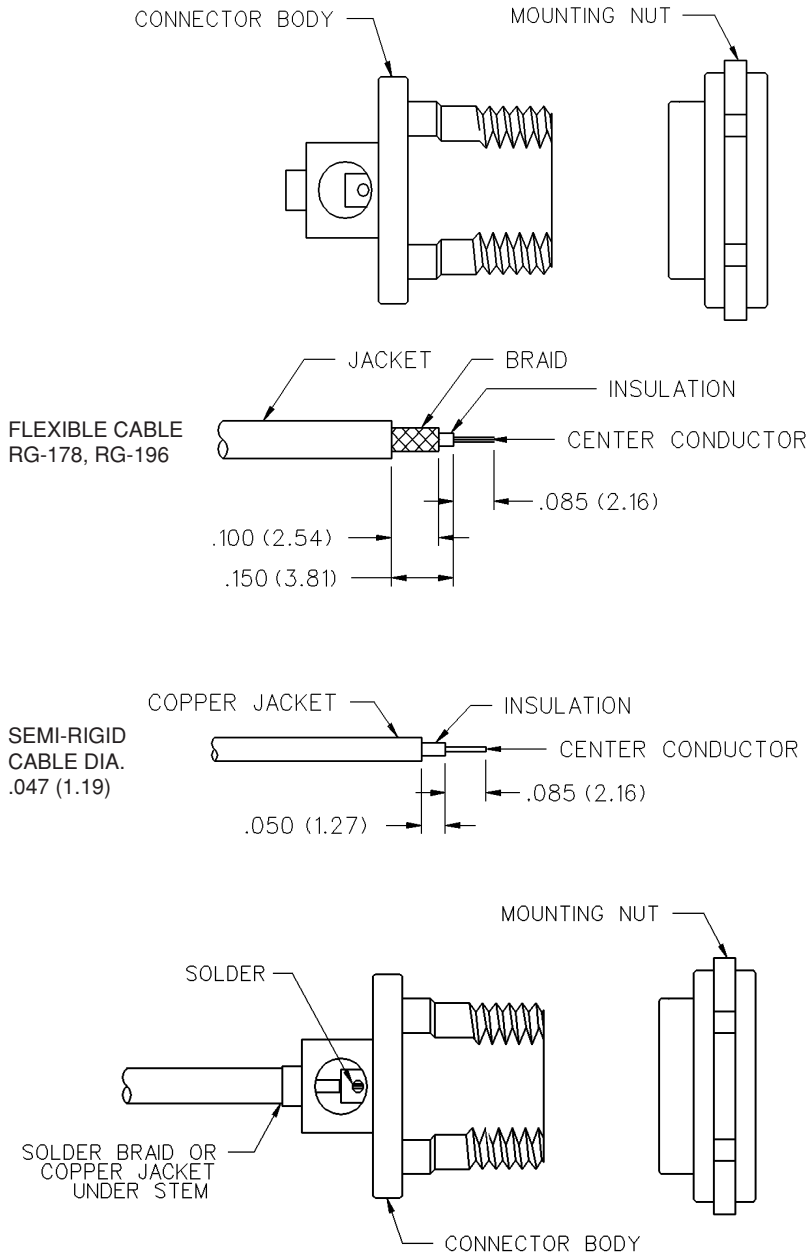 CONNECTOR BODY
MOUNTING NUT
JACKET
BRAID
INSULATION
FLEXIBLE CABLE
RG-178, RG-196
CENTER CONDUCTOR
.085 (2.16)
.100 (2.54)
.150 (3.81)
COPPER JACKET
INSULATION
SEMI-RIGID
CABLE DIA.
.047 (1.19)
CENTER CONDUCTOR
.085 (2.16)
.050 (1.27)
MOUNTING NUT
SOLDER
SOLDER BRAID OR
COPPER JACKET
UNDER STEM
CONNECTOR BODY